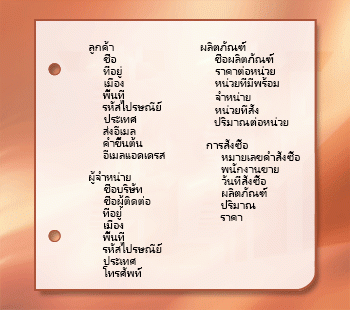 ลูกค้า
ชื่อ
ที่อยู่
เมือง
พื้นที่
รหัสไปรษณีย์
ประเทศ
ส่งอีเมล
คำขึ้นต้น
อีเมลแอดเดรส
ผู้จำหน่าย
ชื่อบริษัท
ชื่อผู้ติดต่อ
ที่อยู่
เมือง
พื้นที่
รหัสไปรษณีย์
ประเทศ
โทรศัพท์
ผลิตภัณฑ์
ชื่อผลิตภัณฑ์
ราคาต่อหน่วย
หน่วยที่มีพร้อม
จำหน่าย
หน่วยที่สั่ง
ปริมาณต่อหน่วย
การสั่งซื้อ
หมายเลขคำสั่งซื้อ
พนักงานขาย
วันที่สั่งซื้อ
ผลิตภัณฑ์
ปริมาณ
ราคา